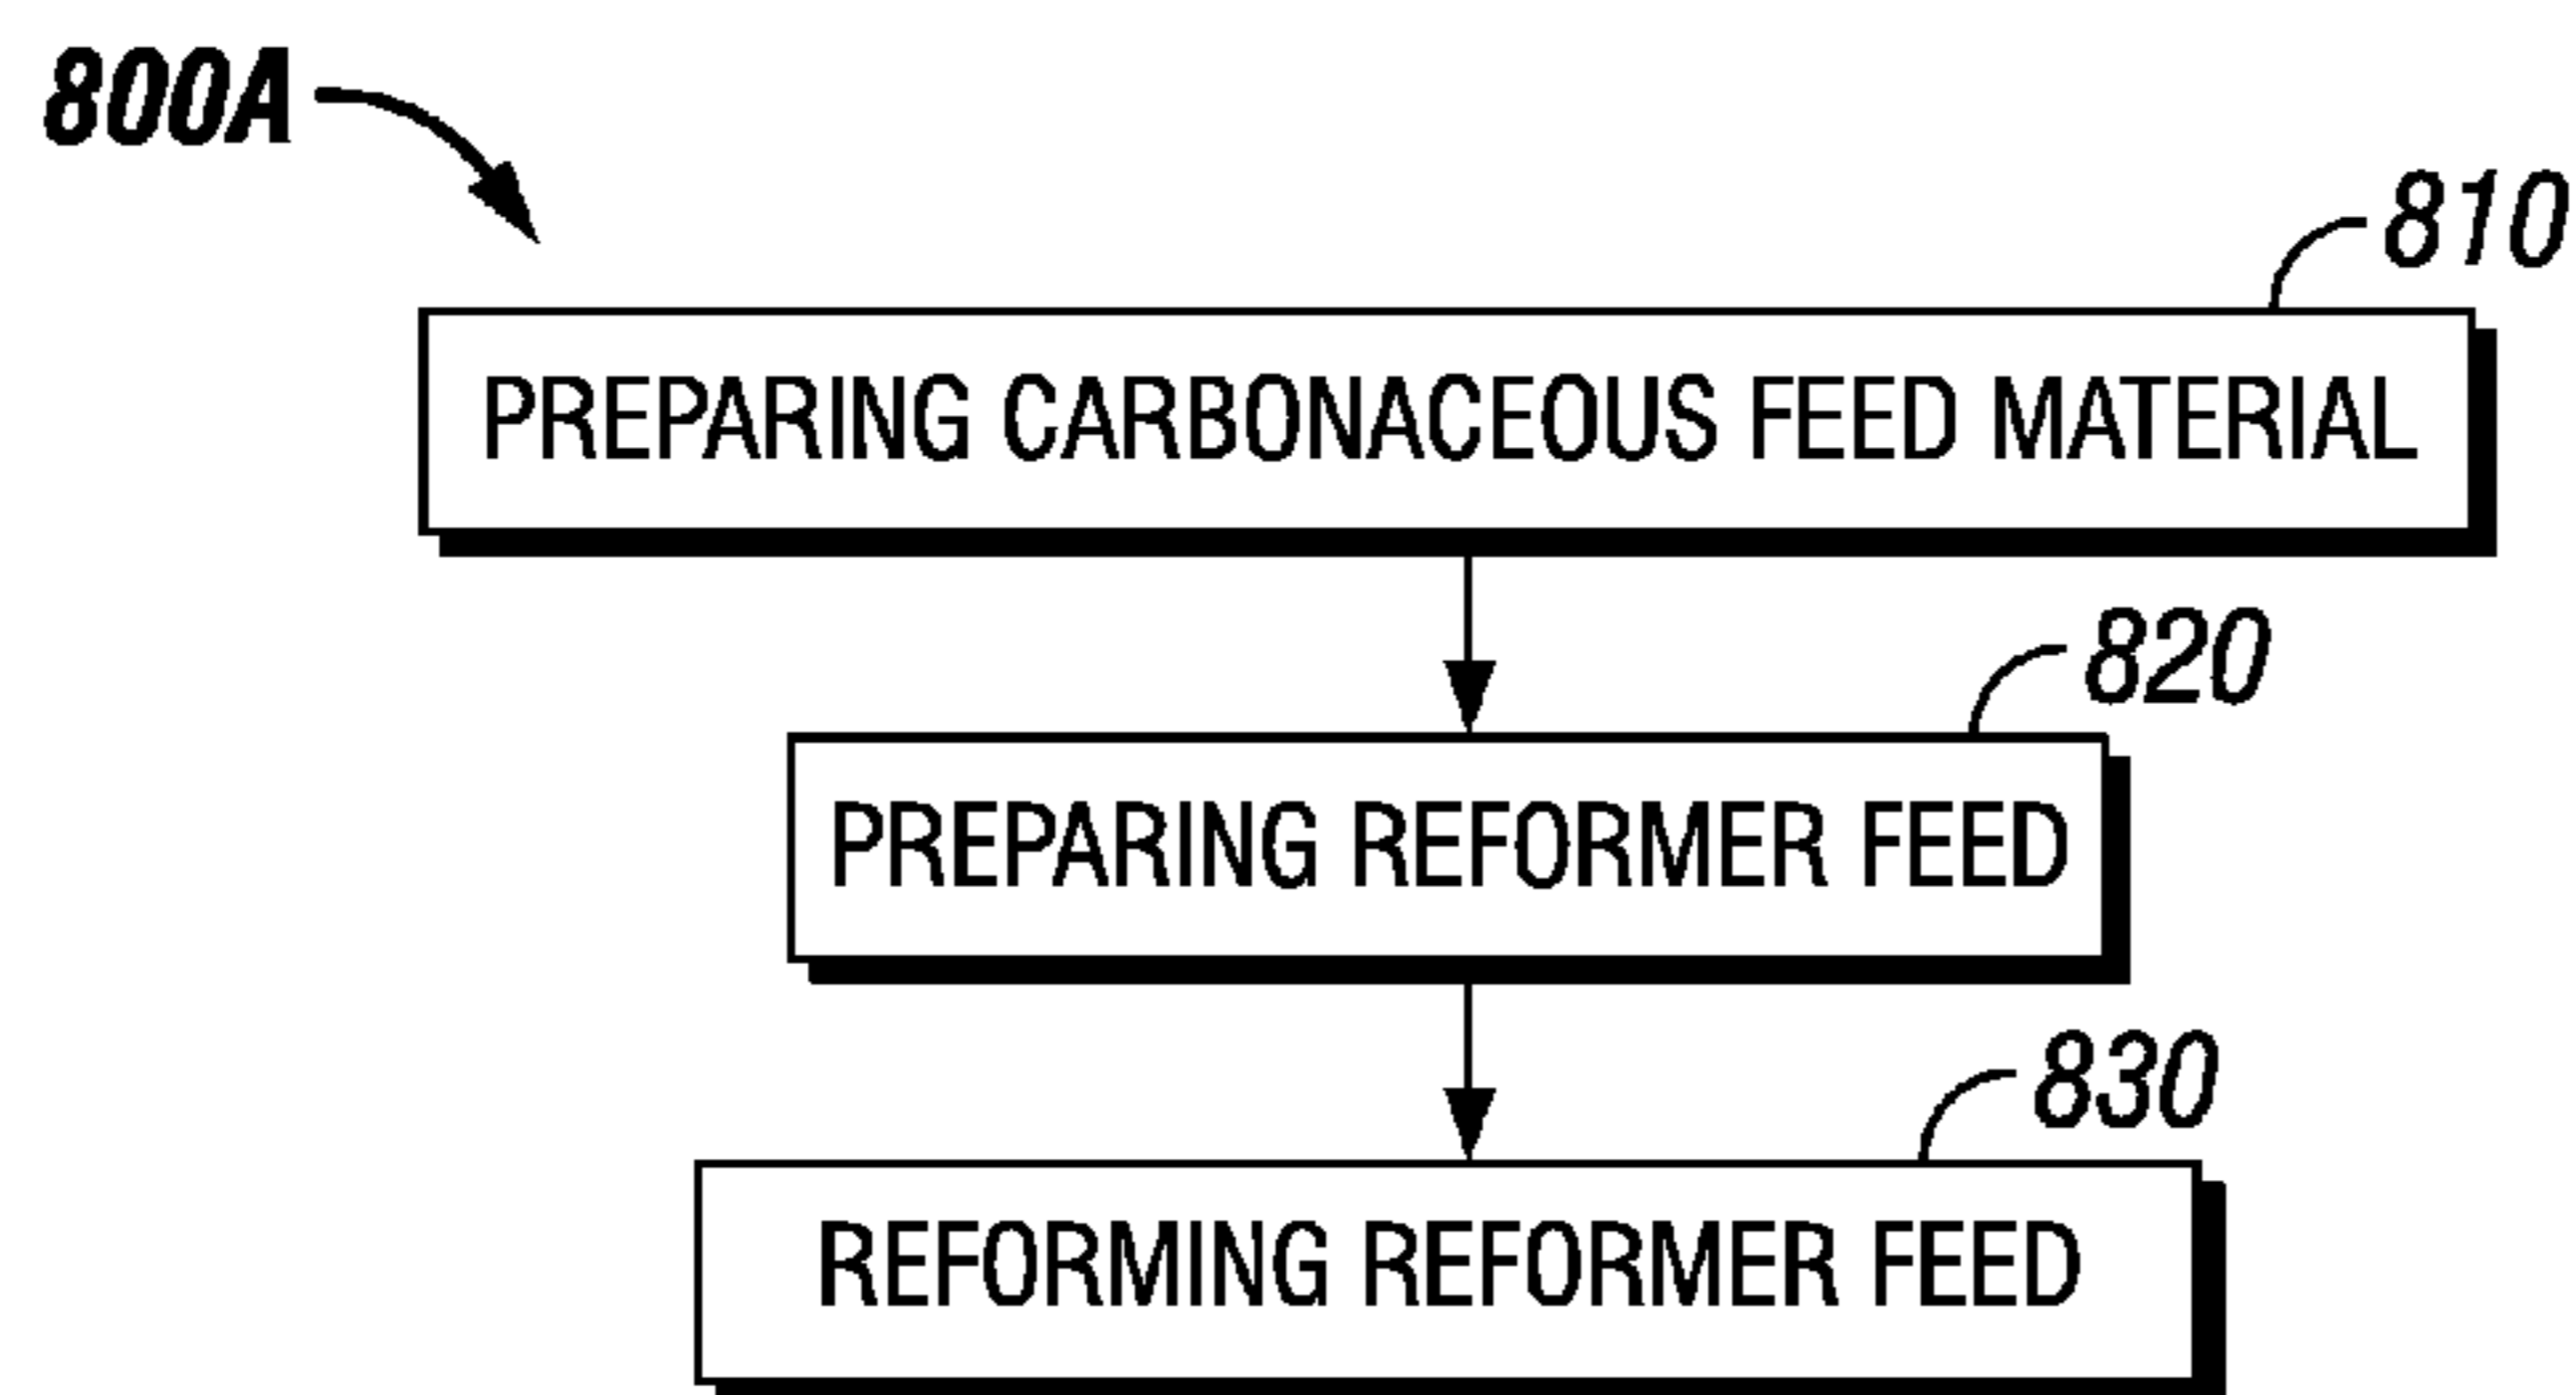 800A
810
PREPARING CARBONACEOUS FEED MATERIAL
820
PREPARING REFORMER FEED
830
REFORMING REFORMER FEED